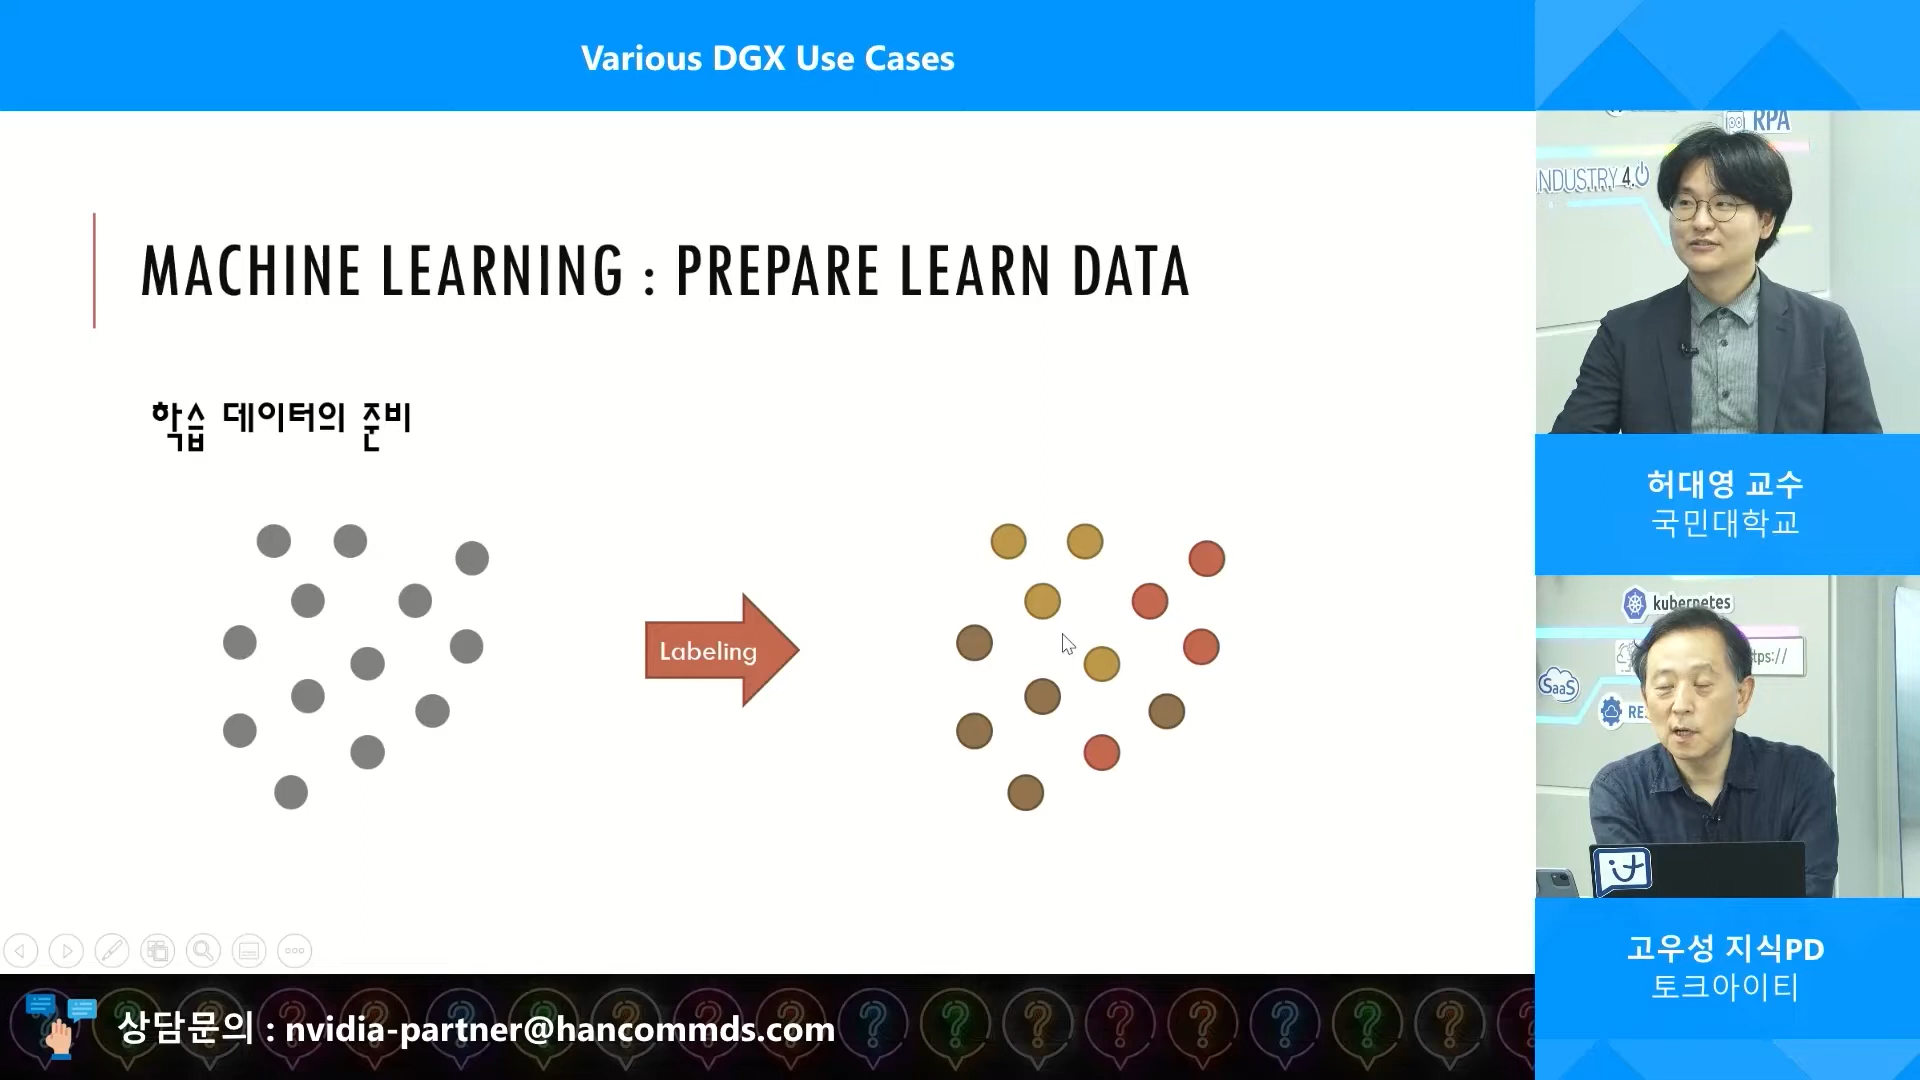 Various DGX Use Cases
MACHINE LEARNING : PREPARE LEARN DATA
학습 데이터의 준비
Labeling
상담문의 : nvidia-partner@hancommds.com
RPA
INDUSTRY 4.0
허대영 교수
국민대학교
kubernetes
ttps://
SaaS
RES
고우성 지식PD
토크아이티